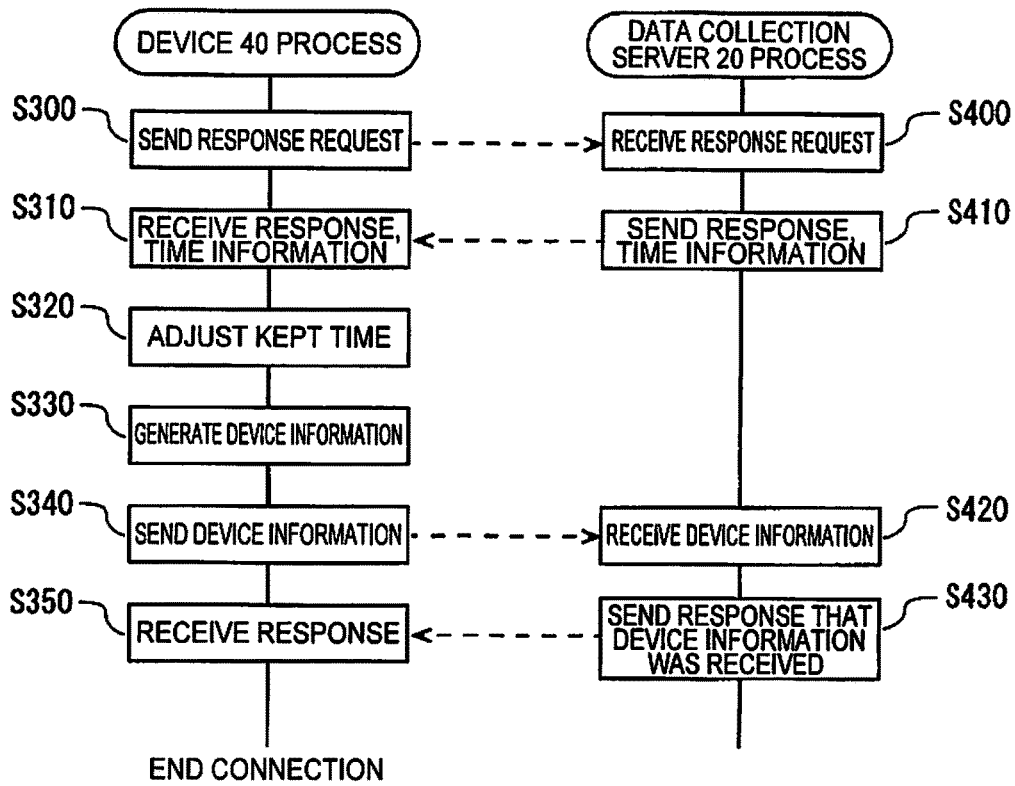 DEVICE 40 PROCESS
DATA COLLECTION
SERVER 20 PROCESS
S300
SEND RESPONSE REQUEST
RECEIVE RESPONSE REQUEST
S400
S310
RECEIVE RESPONSE,
TIME INFORMATION
SEND RESPONSE,
TIME INFORMATION
S410
S320
ADJUST KEPT TIME
S330
GENERATE DEVICE INFORMATION
S340
SEND DEVICE INFORMATION
RECEIVE DEVICE INFORMATION
S420
S350
RECEIVE RESPONSE
SEND RESPONSE THAT
DEVICE INFORMATION
WAS RECEIVED
S430
END CONNECTION